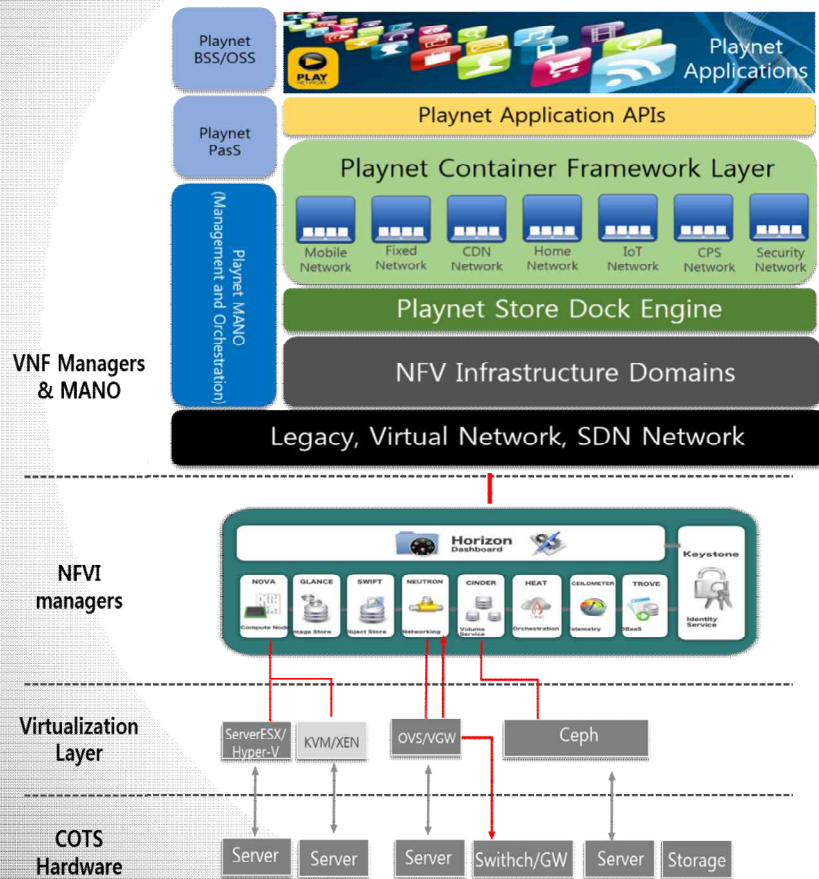 Playnet
BSS/OSS
PLAY
NETWORK
Playnet
Applications
Playnet
PasS
Playnet Application APIs
Playnet Container Framework Layer
Mobile
Network
Fixed
Network
CDN
Network
Home
Network
IoT
Network
CPS
Network
Security
Network
Playnet MANO
(Management and Orchestration)
Playnet Store Dock Engine
NFV Infrastructure Domains
Legacy, Virtual Network, SDN Network
VNF Managers
& MANO
NFVI
managers
Horizon
Dashboard
Keystone
Identity
Service
NOVA
Compute Node
GLANCE
mage Store
SWIFT
bject Store
NEUTRON
Networking
CINDER
Volume
Service
HEAT
Orchestration
CEILOMETER
Telemetry
TROVE
DBaaS
Virtualization
Layer
ServerESX/
Hyper-V
KVM/XEN
OVS/VGW
Ceph
COTS
Hardware
Server
Server
Server
Swithch/GW
Server
Storage